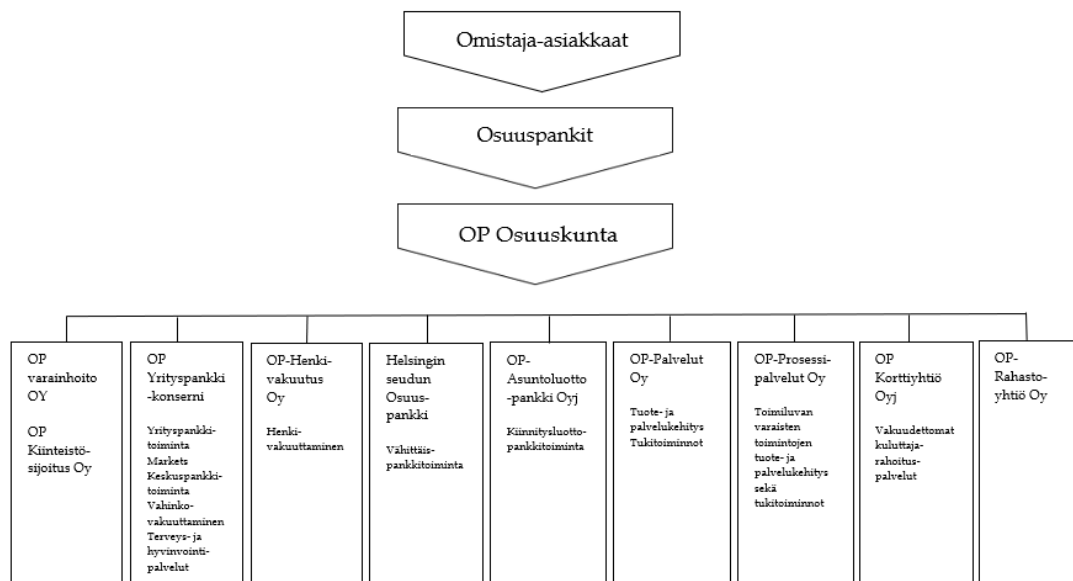 Omistaja-asiakkaat
Osuuspankit
OP Osuuskunta
OP
varainhoito
OY
OP
Kiinteistö-
sijoitus Oy
OP
Yrityspankki
-konserni
Yrityspankki-
toiminta
Markets
Keskuspankki-
toiminta
Vahinko-
vakuuttaminen
Terveys- ja
hyvinvointi-
palvelut
OP-Henki-
vakuutus
Oy
Henki-
vakuuttaminen
Helsingin
seudun
Osuus-
pankki
Vähittäis-
pankkitoiminta
OP-
Asuntoluotto
-pankki Oyj
Kiinnitysluotto-
pankkitoiminta
OP-Palvelut
Oy
Tuote- ja
palvelukehitys
Tukitoiminnot
OP-Prosessi-
palvelut Oy
Toimiluvan
varaisten
toimintojen
tuote- ja
palvelukehitys
sekä
tukitoiminnot
OP
Korttiyhtiö
Oyj
Vakuudettomat
kuluttaja-
rahoitus-
palvelut
OP-
Rahasto-
yhtiö Oy